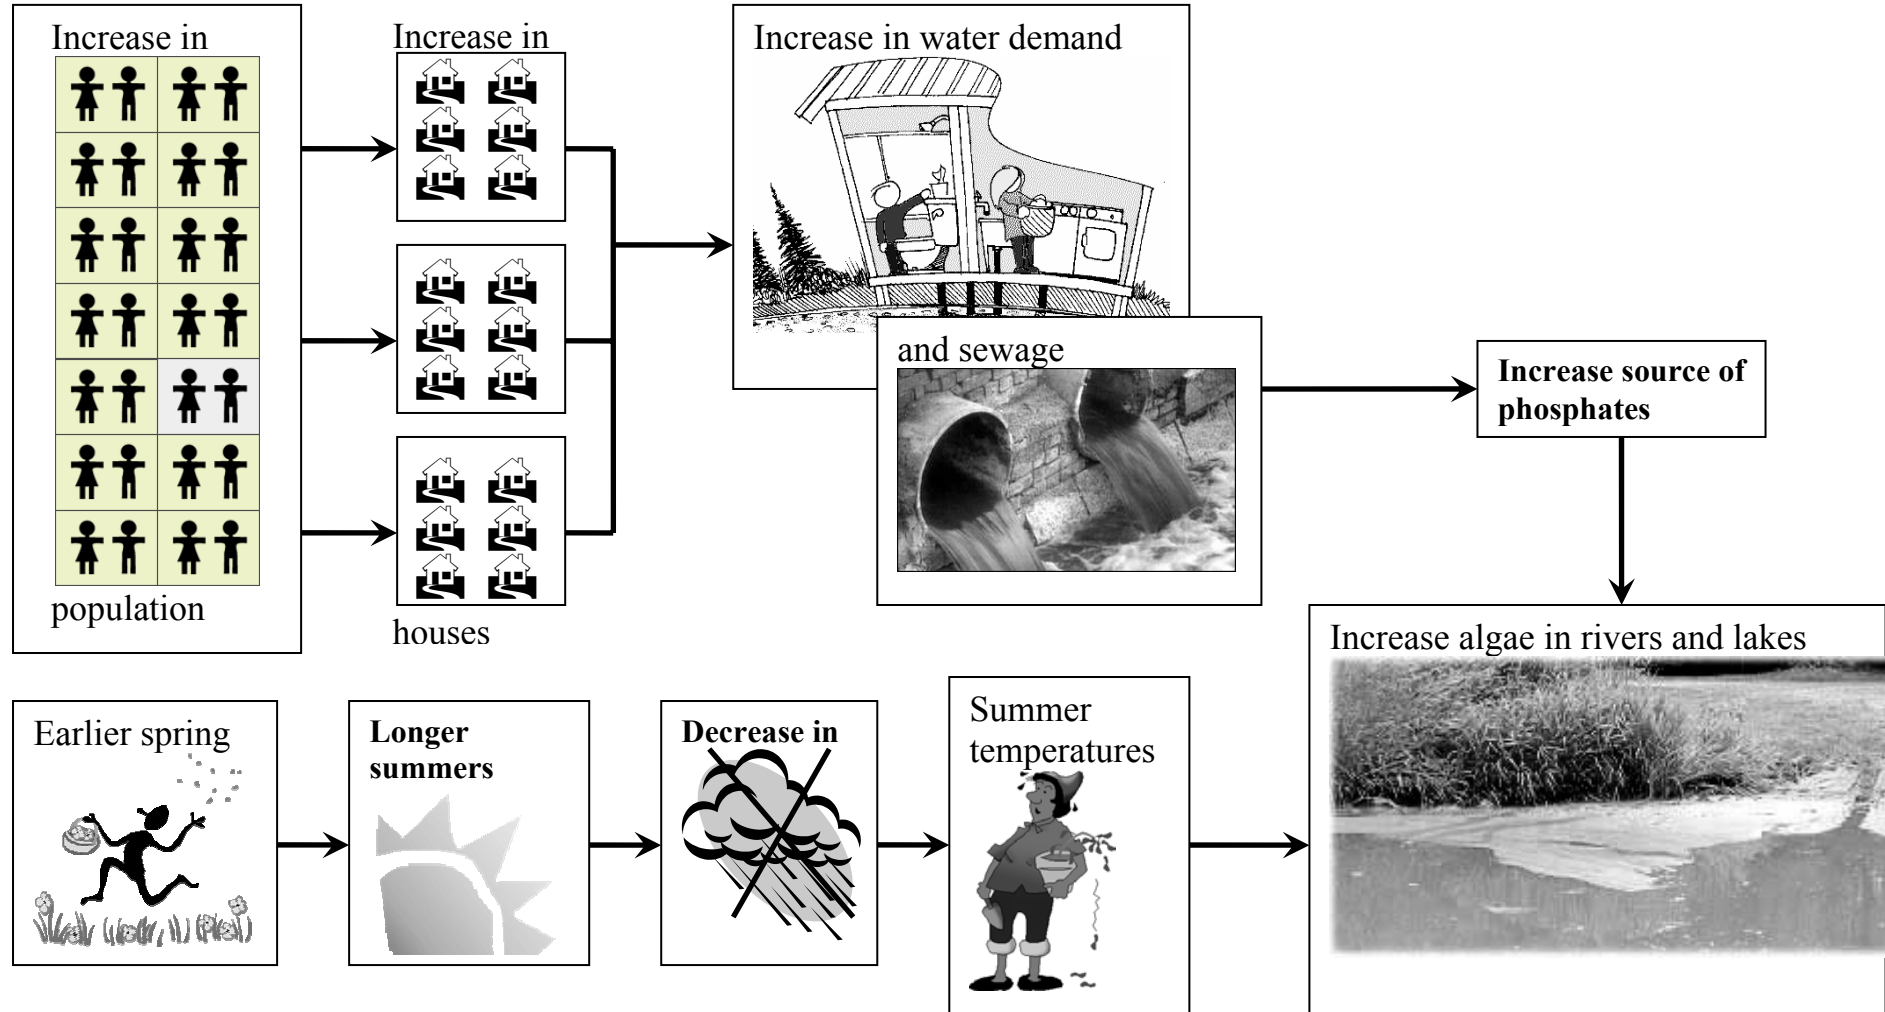 Increase in
population
Increase in
houses
Increase in water demand
and sewage
Increase source of
phosphates
Increase algae in rivers and lakes
Earlier spring
Longer
summers
Decrease in
Summer
temperatures